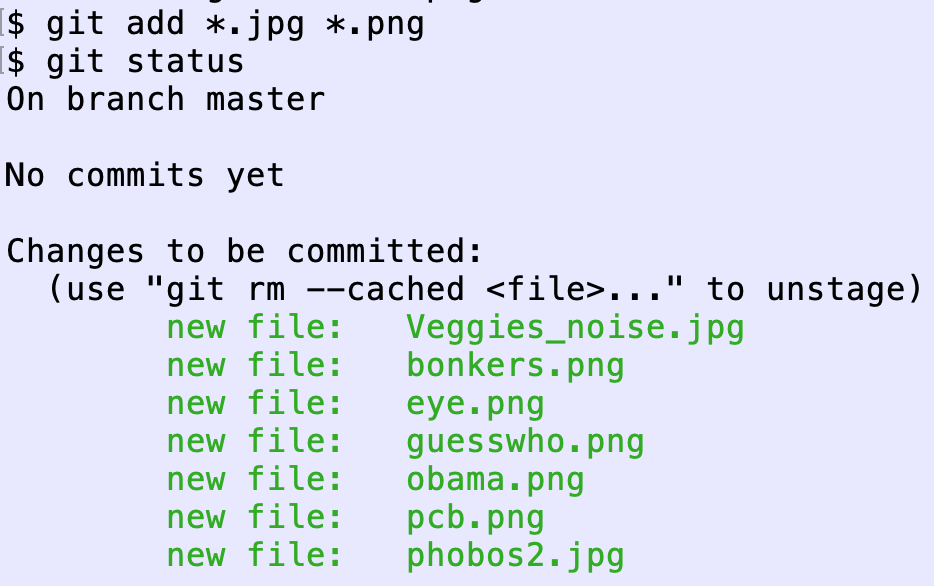 $ git add *.jpg *.png
$ git status
On branch master

No commits yet

Changes to be committed:
  (use "git rm --cached <file>..." to unstage)
        new file:   Veggies_noise.jpg
        new file:   bonkers.png
        new file:   eye.png
        new file:   guesswho.png
        new file:   obama.png
        new file:   pcb.png
        new file:   phobos2.jpg